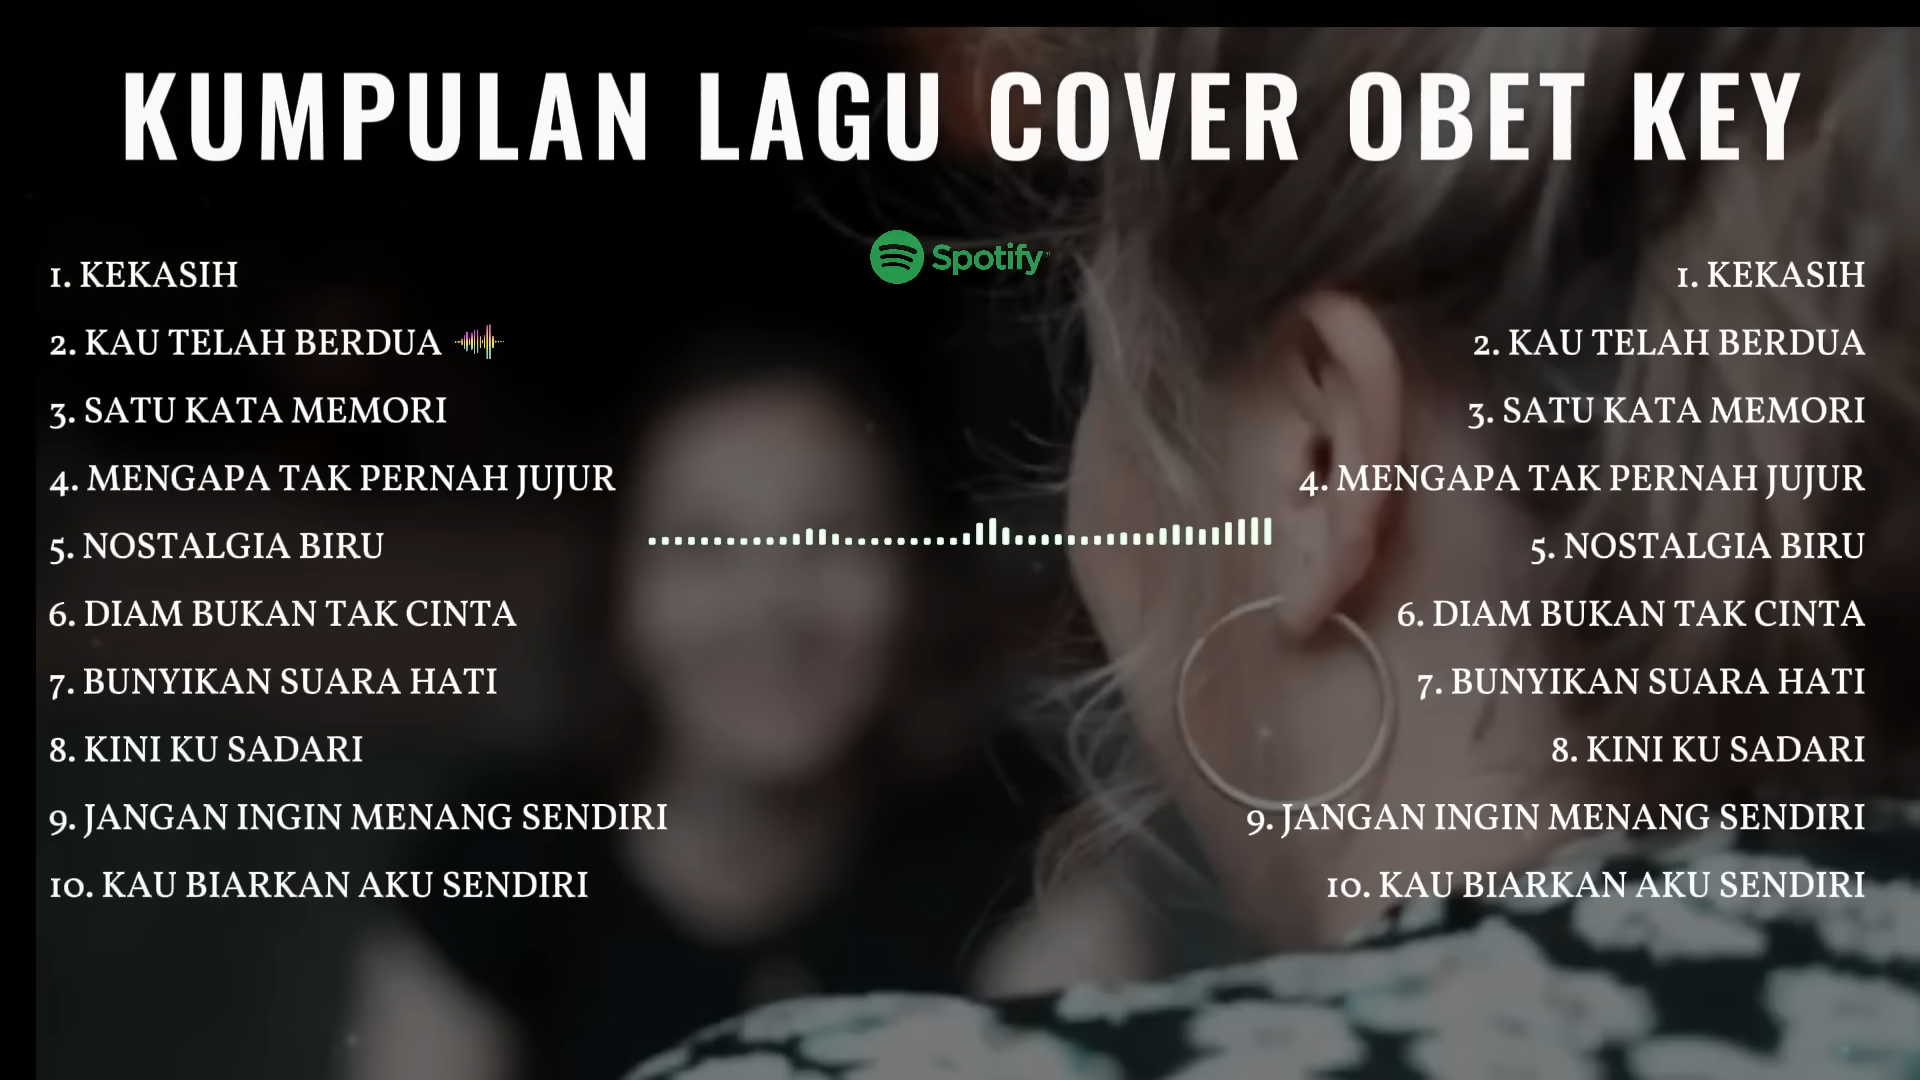 KUMPULAN LAGU COVER OBET KEY
Spotify
1. KEKASIH
2. KAU TELAH BERDUA
3. SATU KATA MEMORI
4. MENGAPA TAK PERNAH JUJUR
5. NOSTALGIA BIRU
6. DIAM BUKAN TAK CINTA
7. BUNYIKAN SUARA HATI
8. KINI KU SADARI
9. JANGAN INGIN MENANG SENDIRI
10. KAU BIARKAN AKU SENDIRI
1. KEKASIH
2. KAU TELAH BERDUA
3. SATU KATA MEMORI
4. MENGAPA TAK PERNAH JUJUR
5. NOSTALGIA BIRU
6. DIAM BUKAN TAK CINTA
7. BUNYIKAN SUARA HATI
8. KINI KU SADARI
9. JANGAN INGIN MENANG SENDIRI
10. KAU BIARKAN AKU SENDIRI